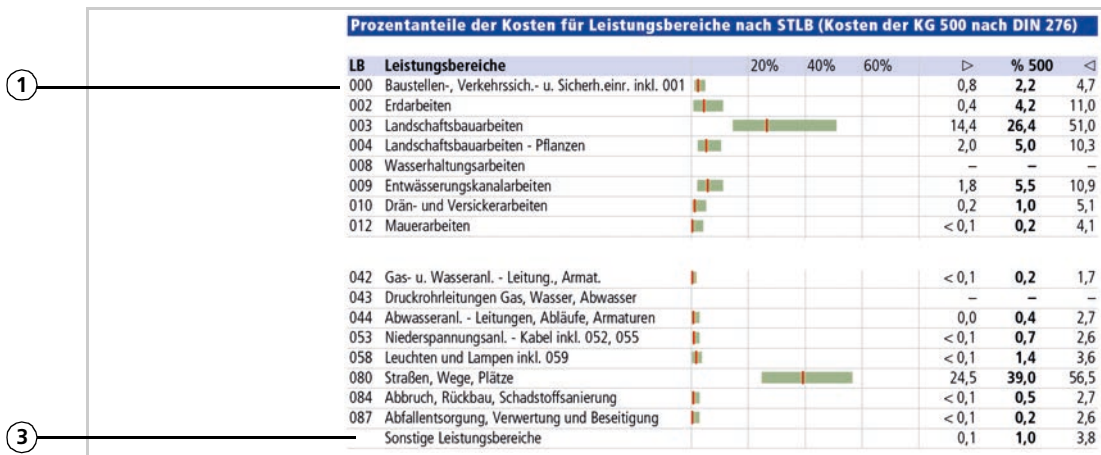 Prozentanteile der Kosten für Leistungsbereiche nach STLB (Kosten der KG 500 nach DIN 276)
LB Leistungsbereiche 20% 40% 60% ▷ % 500 ◁
1 000 Baustellen-, Verkehrssich.- u. Sicherh.einr. inkl. 001 0,8 2,2 4,7
002 Erdarbeiten 0,4 4,2 11,0
003 Landschaftsbauarbeiten 14,4 26,4 51,0
004 Landschaftsbauarbeiten - Pflanzen 2,0 5,0 10,3
008 Wasserhaltungsarbeiten – – –
009 Entwässerungskanalarbeiten 1,8 5,5 10,9
010 Drän- und Versickerarbeiten 0,2 1,0 5,1
012 Mauerarbeiten < 0,1 0,2 4,1
042 Gas- u. Wasseranl. - Leitung., Armat. < 0,1 0,2 1,7
043 Druckrohrleitungen Gas, Wasser, Abwasser – – –
044 Abwasseranl. - Leitungen, Abläufe, Armaturen 0,0 0,4 2,7
053 Niederspannungsanl. - Kabel inkl. 052, 055 < 0,1 0,7 2,6
058 Leuchten und Lampen inkl. 059 < 0,1 1,4 3,6
080 Straßen, Wege, Plätze 24,5 39,0 56,5
084 Abbruch, Rückbau, Schadstoffsanierung < 0,1 0,5 2,7
087 Abfallentsorgung, Verwertung und Beseitigung < 0,1 0,2 2,6
3 Sonstige Leistungsbereiche 0,1 1,0 3,8